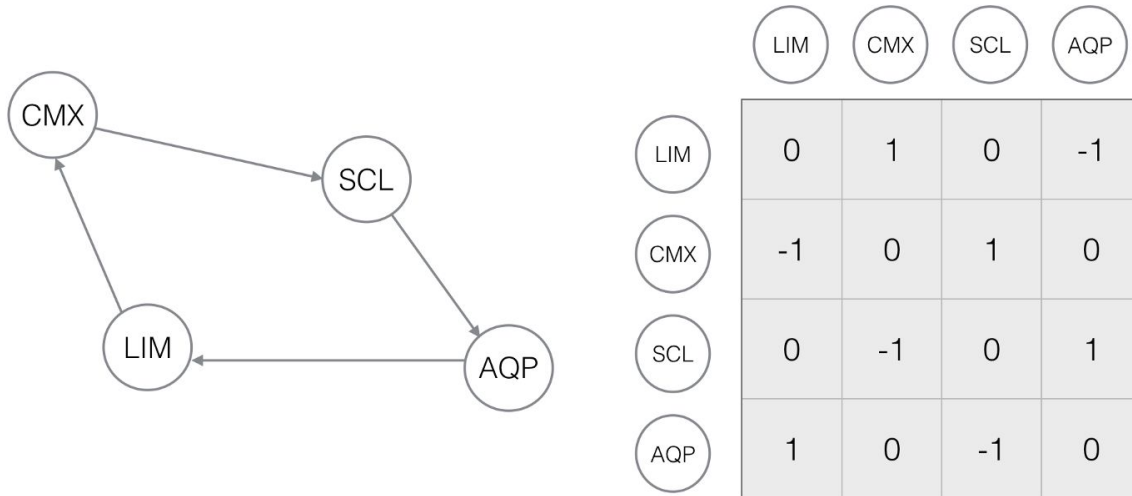 CMX
SCL
LIM
AQP
LIM CMX SCL AQP
LIM 0 1 0 -1
CMX -1 0 1 0
SCL 0 -1 0 1
AQP 1 0 -1 0